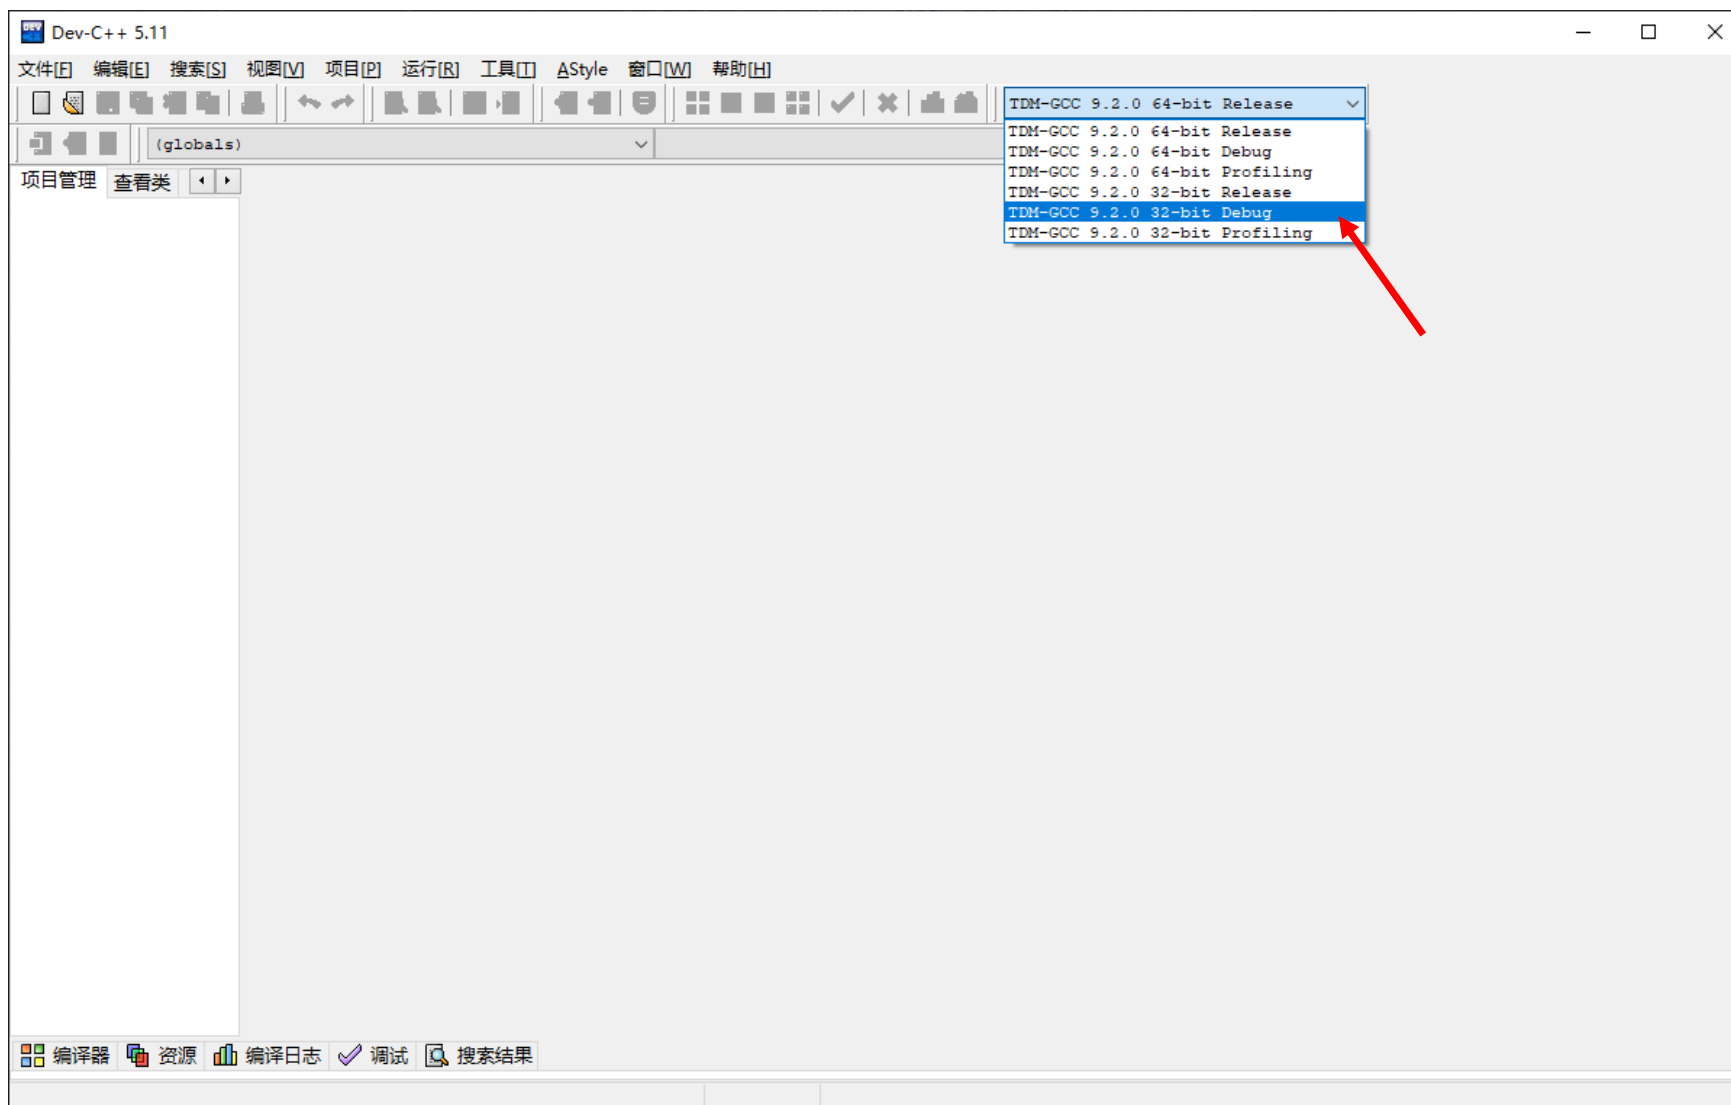 Dev-C++ 5.11
文件[F] 编辑[E] 搜索[S] 视图[V] 项目[P] 运行[R] 工具[T] AStyle 窗口[W] 帮助[H]
TDM-GCC 9.2.0 64-bit Release
(globals)
TDM-GCC 9.2.0 64-bit Release
TDM-GCC 9.2.0 64-bit Debug
TDM-GCC 9.2.0 64-bit Profiling
TDM-GCC 9.2.0 32-bit Release
TDM-GCC 9.2.0 32-bit Debug
TDM-GCC 9.2.0 32-bit Profiling
项目管理 查看类
编译器 资源 编译日志 调试 搜索结果